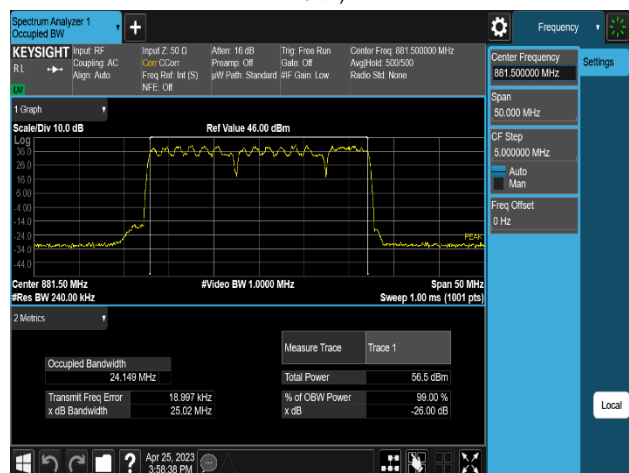 Spectrum Analyzer 1
Occupied BW
+
Frequency
KEYSIGHT Input: RF
R L Coupling: AC
Align: Auto
Input Z: 50 Ω
Corr CCorr
Freq Ref: Int (S)
NFE: Off
Atten: 16 dB
Preamp: Off
µW Path: Standard
Trig: Free Run
Gate: Off
#IF Gain: Low
Center Freq: 881.500000 MHz
Avg|Hold: 500/500
Radio Std: None
Center Frequency
881.500000 MHz
Settings
Span
50.000 MHz
CF Step
5.000000 MHz
Auto
Man
Freq Offset
0 Hz
Local
1 Graph
Scale/Div 10.0 dB
Ref Value 46.00 dBm
Log
36.0
26.0
16.0
6.00
-4.00
-14.0
-24.0
-34.0
-44.0
PEAK
Center 881.50 MHz
#Video BW 1.0000 MHz
Span 50 MHz
#Res BW 240.00 kHz
Sweep 1.00 ms (1001 pts)
2 Metrics
Measure Trace Trace 1
Occupied Bandwidth
24.149 MHz
Total Power 56.5 dBm
Transmit Freq Error 18.997 kHz
% of OBW Power 99.00 %
x dB Bandwidth 25.02 MHz
x dB -26.00 dB
?
Apr 25, 2023
3:58:38 PM